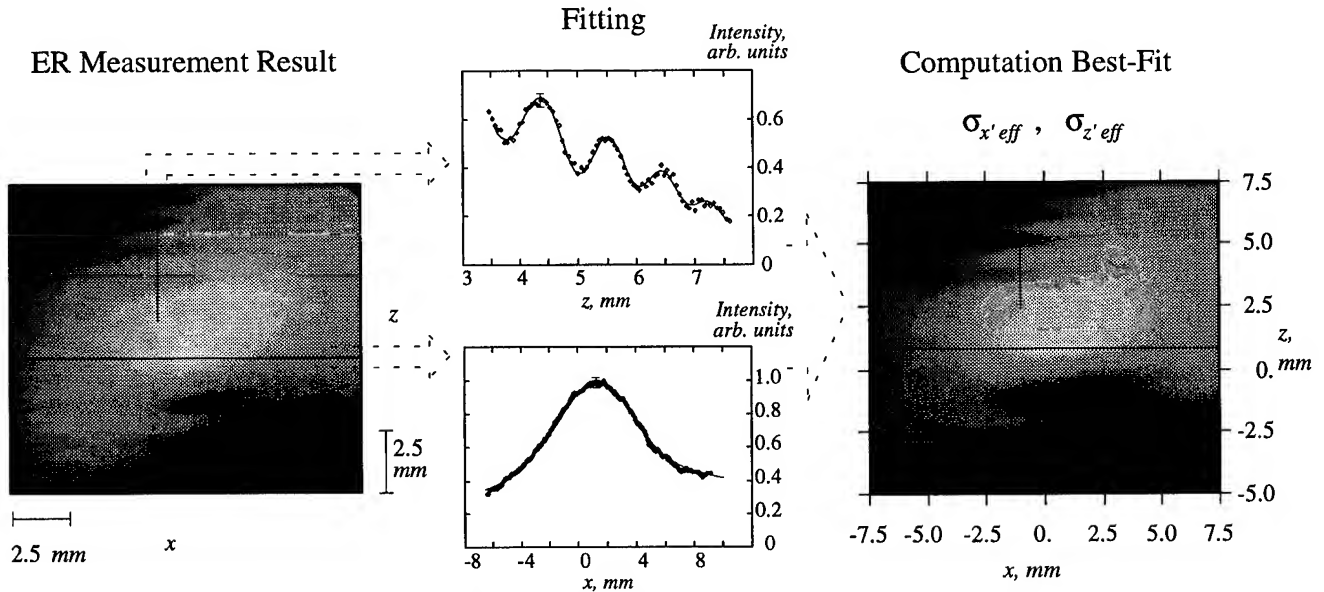 Fitting
ER Measurement Result
Computation Best-Fit
σx' eff , σz' eff
Intensity,
arb. units
0.6
0.4
0.2
0
3 4 5 6 7
z, mm
Intensity,
arb. units
1.0
0.8
0.6
0.4
0.2
0
-8 -4 0 4 8
x, mm
z
2.5
mm
2.5 mm
x
7.5
5.0
2.5
0.
-2.5
-5.0
z,
mm
-7.5 -5.0 -2.5 0. 2.5 5.0 7.5
x, mm